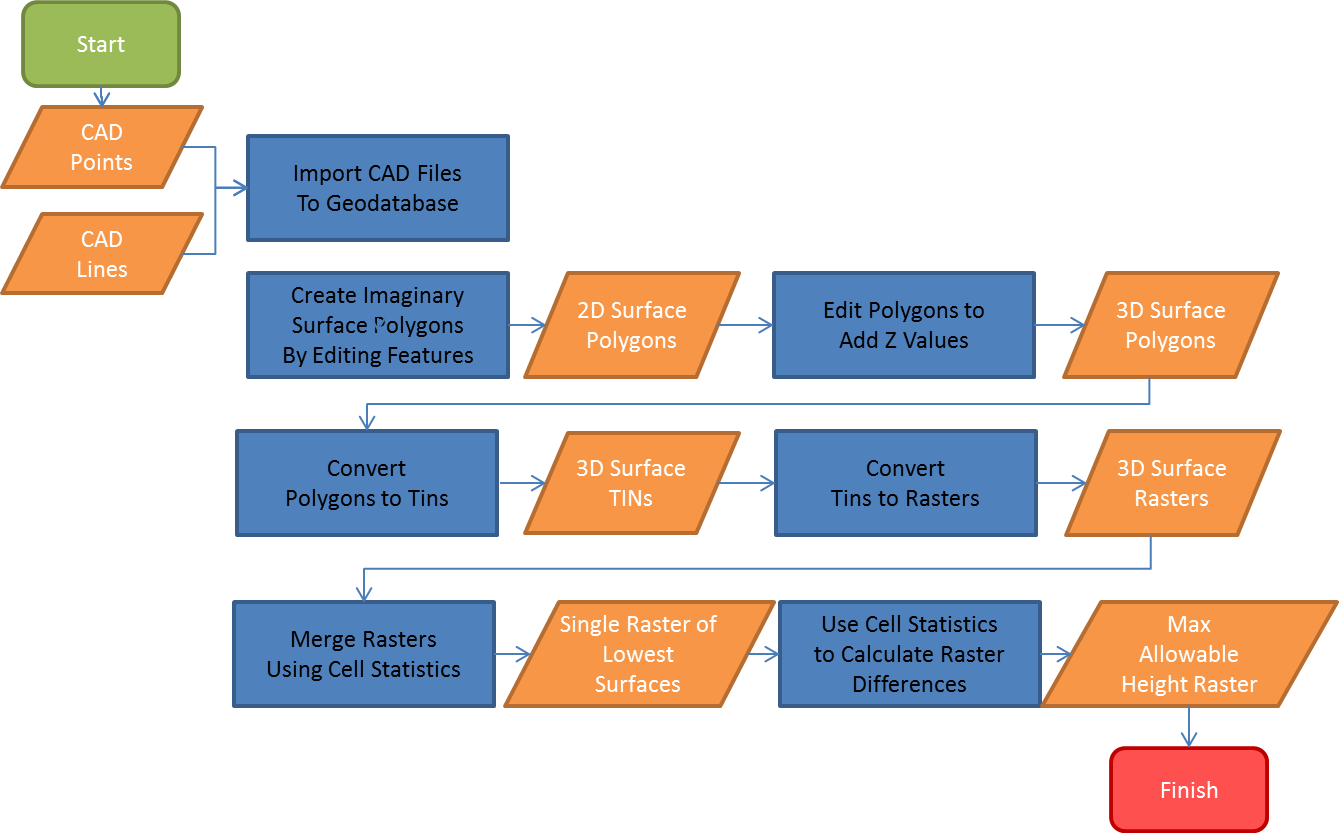 Start
CAD
Points
CAD
Lines
Import CAD Files
To Geodatabase
Create Imaginary
Surface Polygons
By Editing Features
2D Surface
Polygons
Edit Polygons to
Add Z Values
3D Surface
Polygons
Convert
Polygons to Tins
3D Surface
TINs
Convert
Tins to Rasters
3D Surface
Rasters
Merge Rasters
Using Cell Statistics
Single Raster of
Lowest
Surfaces
Use Cell Statistics
to Calculate Raster
Differences
Max
Allowable
Height Raster
Finish